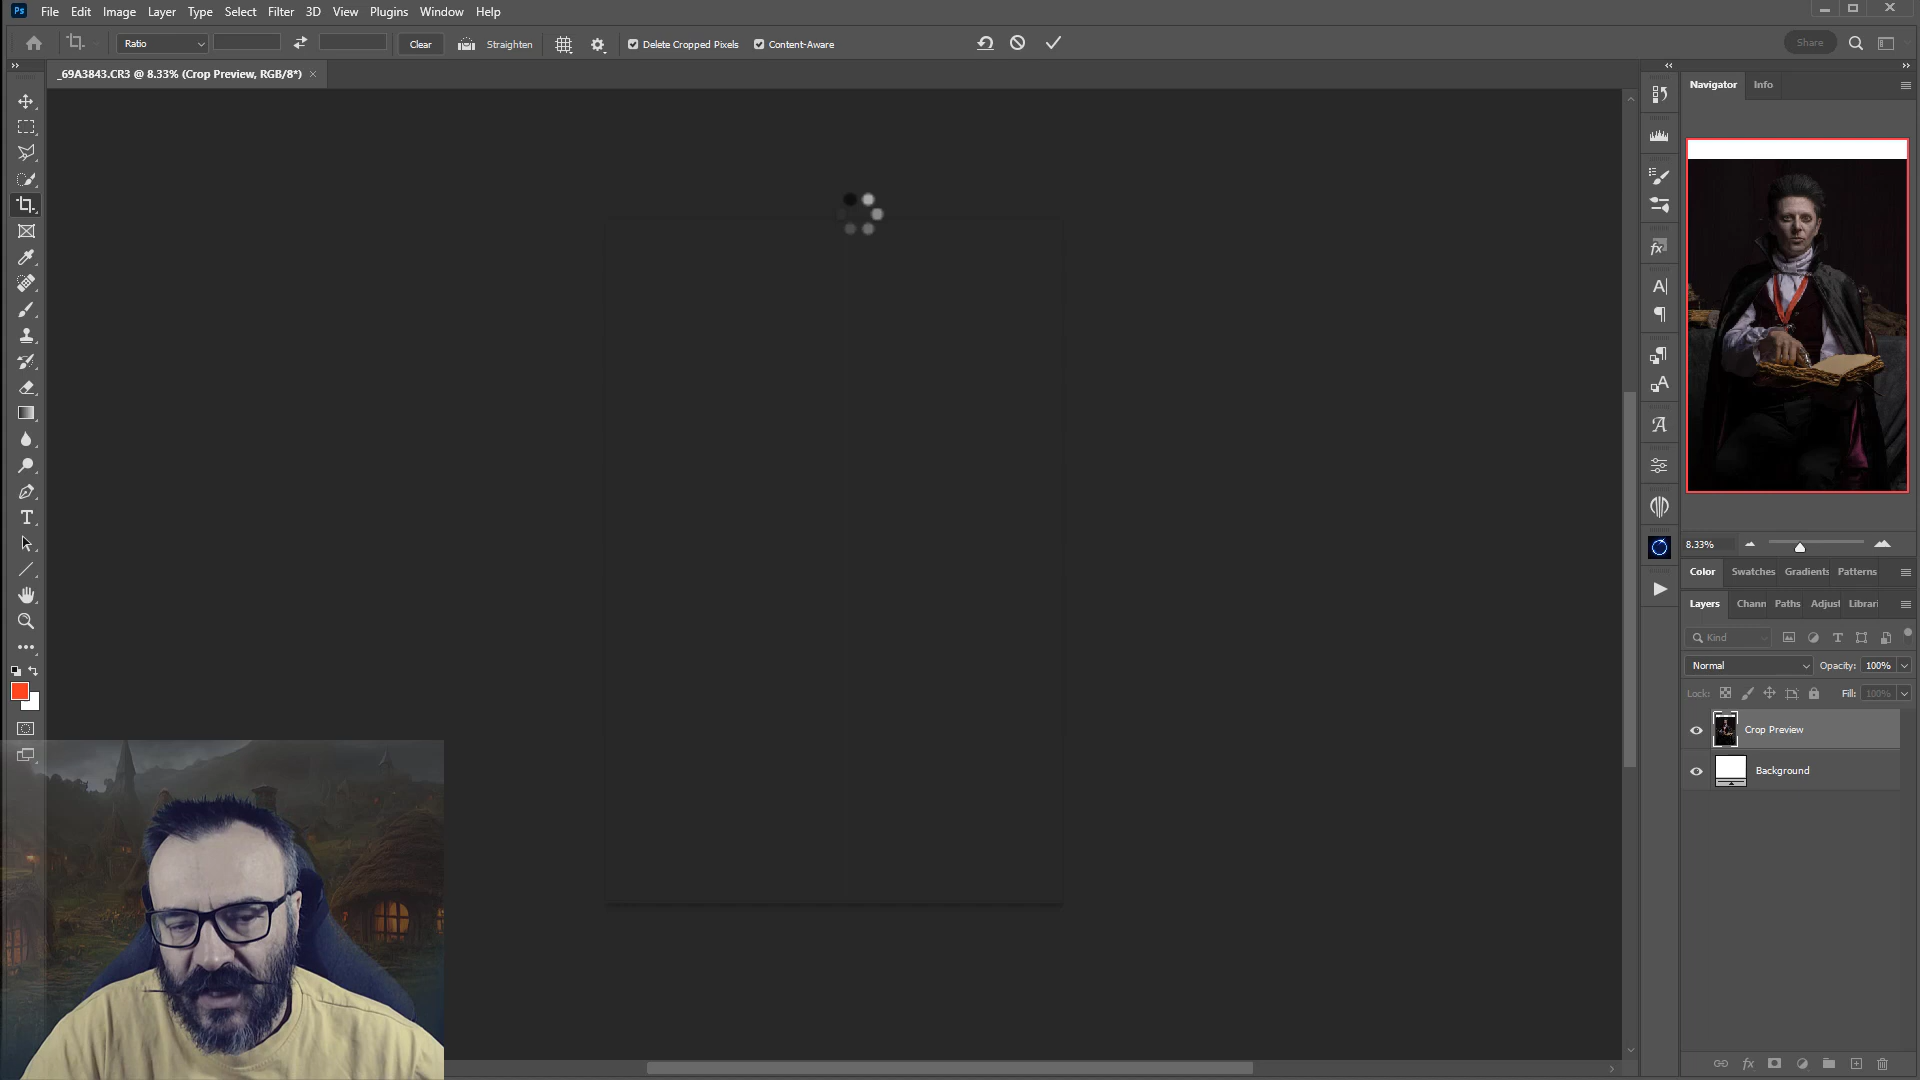 Ps File Edit Image Layer Type Select Filter 3D View Plugins Window Help
Ratio Clear Straighten Delete Cropped Pixels Content-Aware Share
_69A3843.CR3 @ 8.33% (Crop Preview, RGB/8*)
Navigator Info
8.33%
Color Swatches Gradients Patterns
Layers Chann Paths Adjust Librari
Kind
Normal Opacity: 100%
Lock: Fill: 100%
Crop Preview
Background